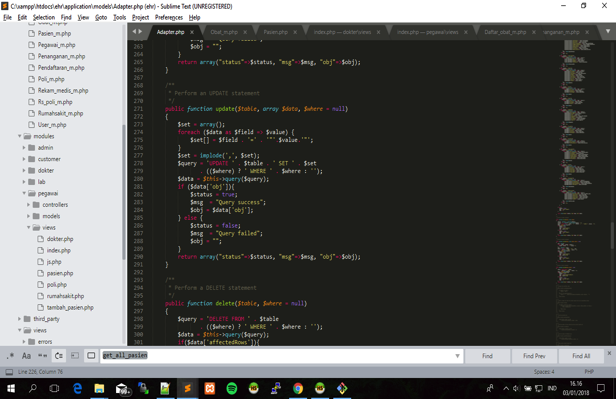 C:\xampp\htdocs\ehr\application\models\Adapter.php (ehr) - Sublime Text (UNREGISTERED)
File Edit Selection Find View Goto Tools Project Preferences Help
Adapter.php
Obat_m.php
Pasien.php
index.php — dokter\views
index.php — pegawai\views
Daftar_obat_m.php
Pasien_m.php
Pegawai_m.php
Penanganan_m.php
Pendaftaran_m.php
Poli_m.php
Rekam_medis_m.php
Rs_poli_m.php
Rumahsakit_m.php
User_m.php
modules
admin
customer
dokter
lab
pegawai
controllers
models
views
dokter.php
index.php
js.php
pasien.php
poli.php
rumahsakit.php
tambah_pasien.php
third_party
views
errors
263 $obj = "";
264 }
265 return array("status"=>$status, "msg"=>$msg, "obj"=>$obj);
266 }
267
268 /**
269 * Perform an UPDATE statement
270 */
271 public function update($table, array $data, $where = null)
272 {
273 $set = array();
274 foreach ($data as $field => $value) {
275 $set[] = $field . '=' . "'" $value "'";
276 }
277 $set = implode(',', $set);
278 $query = 'UPDATE ' . $table . ' SET ' . $set
279 . (($where) ? ' WHERE ' . $where : '');
280 $data = $this->query($query);
281 if ($data['obj']){
282 $status = true;
283 $msg = "Query success";
284 $obj = $data['obj'];
285 } else {
286 $status = false;
287 $msg = "Query failed";
288 $obj = "";
289 }
290 return array("status"=>$status, "msg"=>$msg, "obj"=>$obj);
291 }
292
293 /**
294 * Perform a DELETE statement
295 */
296 public function delete($table, $where = null)
297 {
298 $query = 'DELETE FROM ' . $table
299 . (($where) ? ' WHERE ' . $where : '');
300 $data = $this->query($query);
301 if($data['affectedRows']){
get_all_pasien
Find
Find Prev
Find All
Line 226, Column 76
Spaces: 4
PHP
IND
16.16
03/01/2018